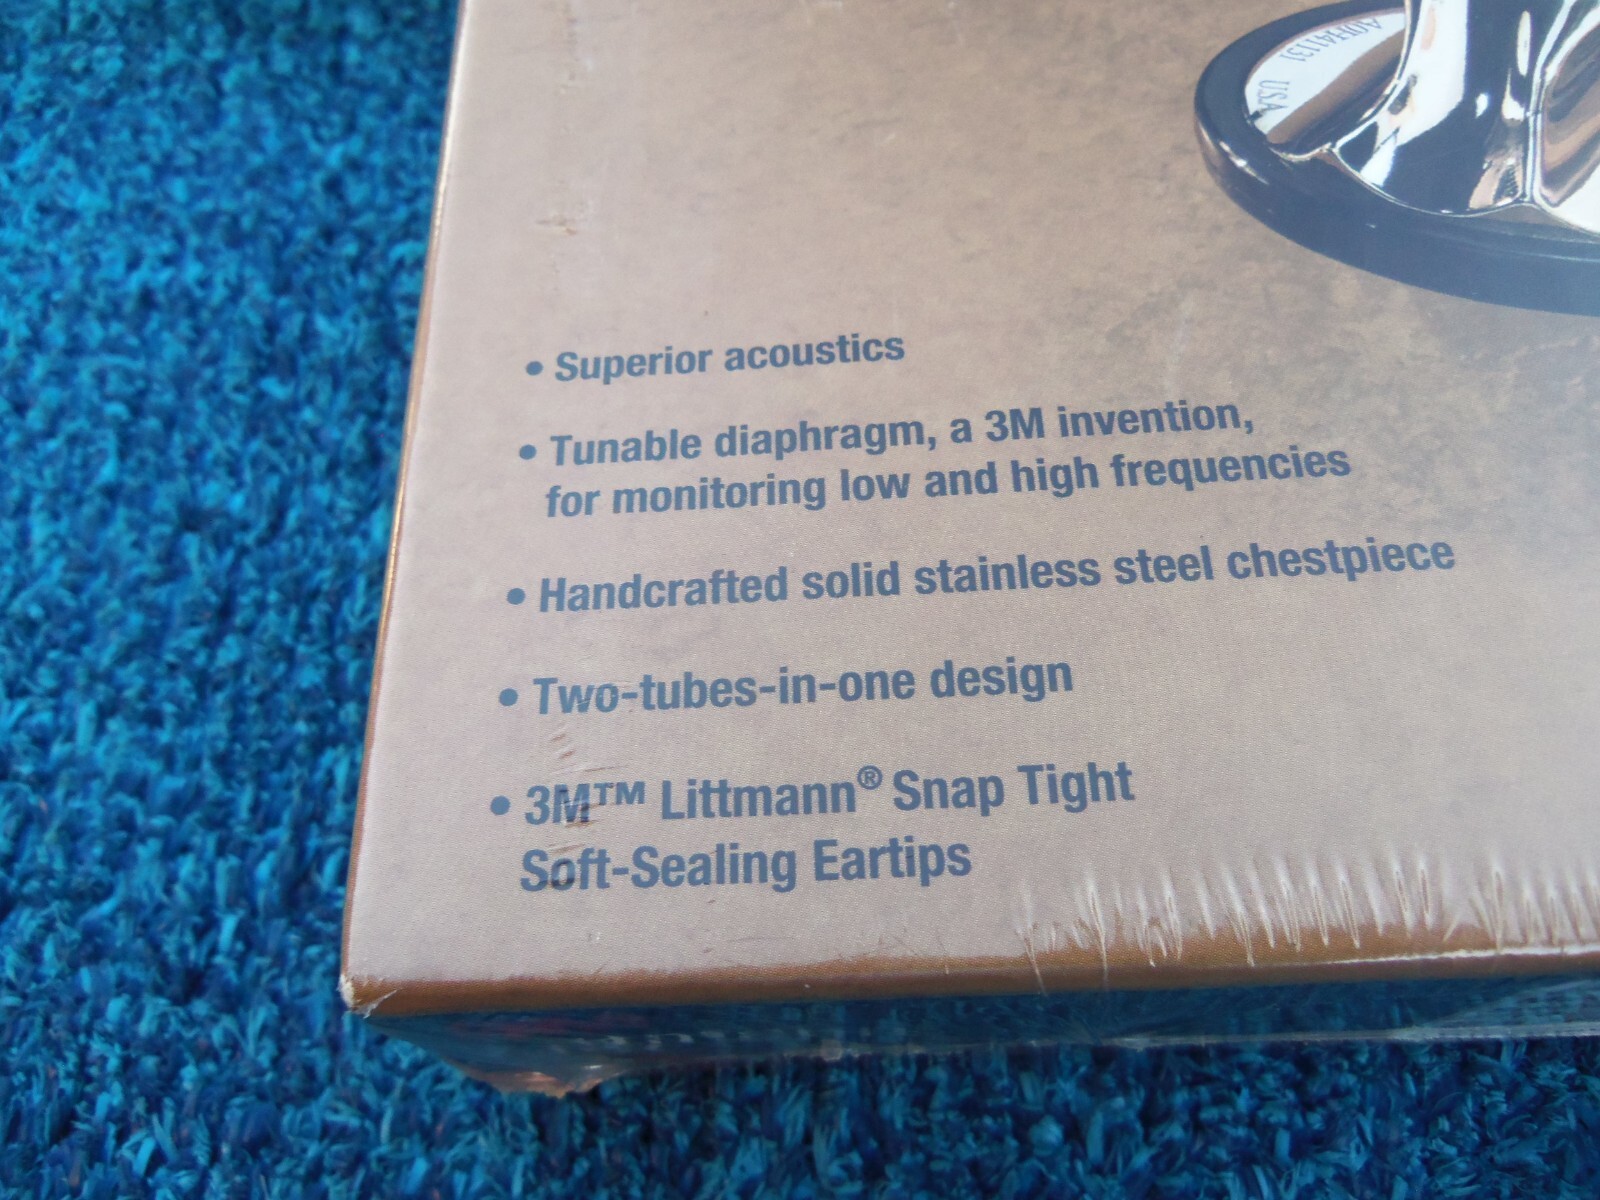 USA
• Superior acoustics
• Tunable diaphragm, a 3M invention,
for monitoring low and high frequencies
• Handcrafted solid stainless steel chestpiece
• Two-tubes-in-one design
• 3M™ Littmann® Snap Tight
Soft-Sealing Eartips